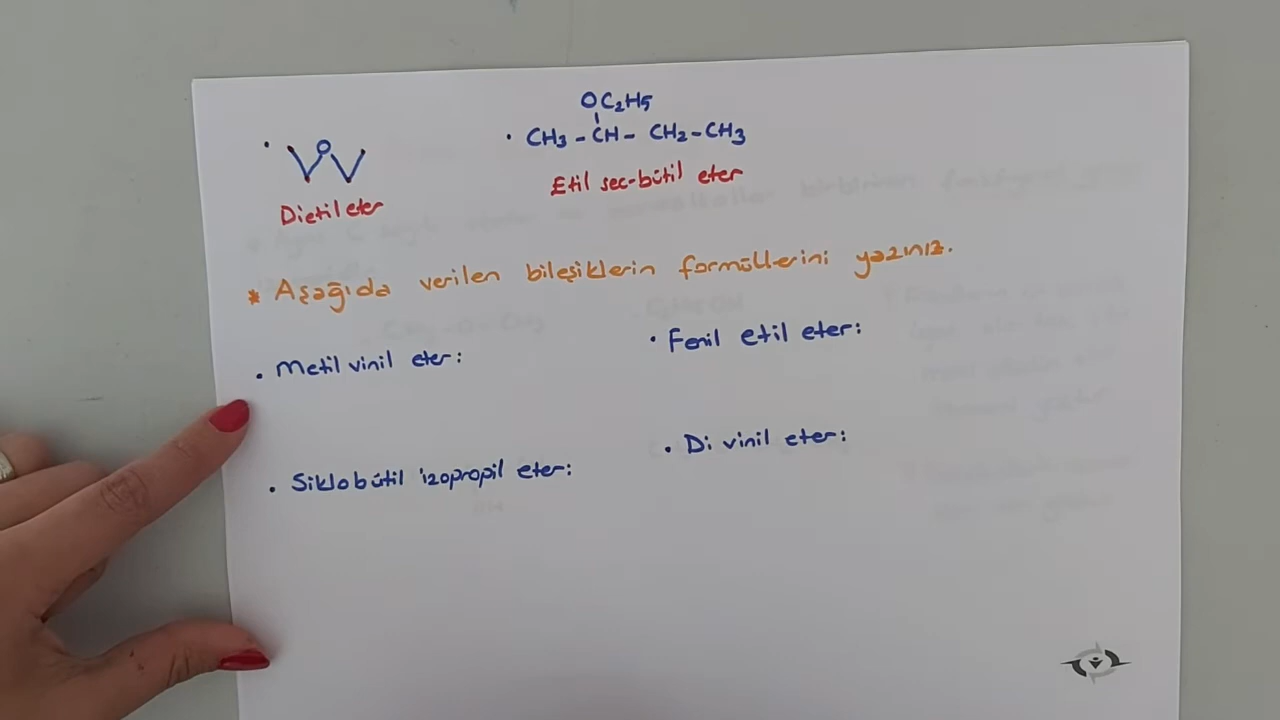 OC₂H₅
• CH₃ - CH - CH₂ - CH₃
O
Dietil eter
Etil sec-bütil eter
* Aşağıda verilen bileşiklerin formüllerini yazınız.
• Metil vinil eter:
• Fenil etil eter:
• Siklobütil izopropil eter:
• Di vinil eter: